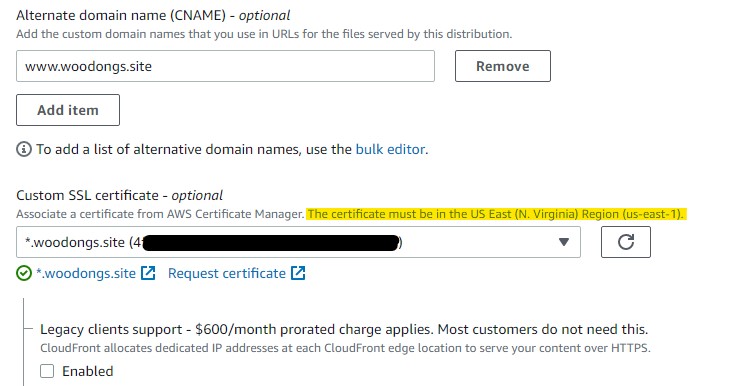 Alternate domain name (CNAME) - optional
Add the custom domain names that you use in URLs for the files served by this distribution.
www.woodongs.site
Remove
Add item
To add a list of alternative domain names, use the bulk editor.
Custom SSL certificate - optional
Associate a certificate from AWS Certificate Manager. The certificate must be in the US East (N. Virginia) Region (us-east-1).
*.woodongs.site (4 )
*.woodongs.site Request certificate
Legacy clients support - $600/month prorated charge applies. Most customers do not need this.
CloudFront allocates dedicated IP addresses at each CloudFront edge location to serve your content over HTTPS.
Enabled